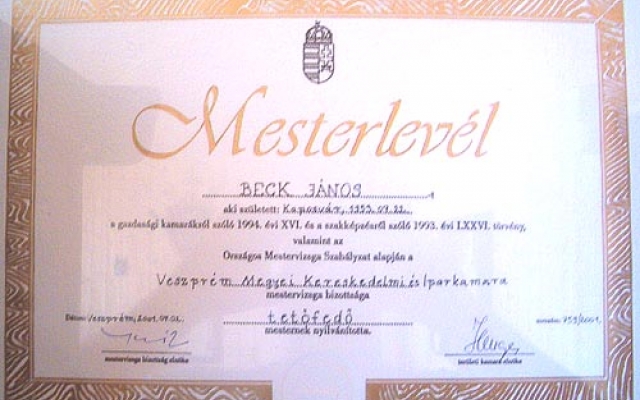 Mesterlevél
BECK JÁNOS
aki született: Kaposvár,
a gazdasági kamarákról szóló 1994. évi XVI. és a szakképzésről szóló 1993. évi LXXVI. törvény,
valamint az
Országos Mestervizsga Szabályzat alapján a
Veszprém Megyei Kereskedelmi és Iparkamara
mestervizsga bizottsága
Dátum: Veszprém,
tetőfedő
mesternek nyilvánította.
mestervizsga bizottság elnöke
területi kamara elnöke